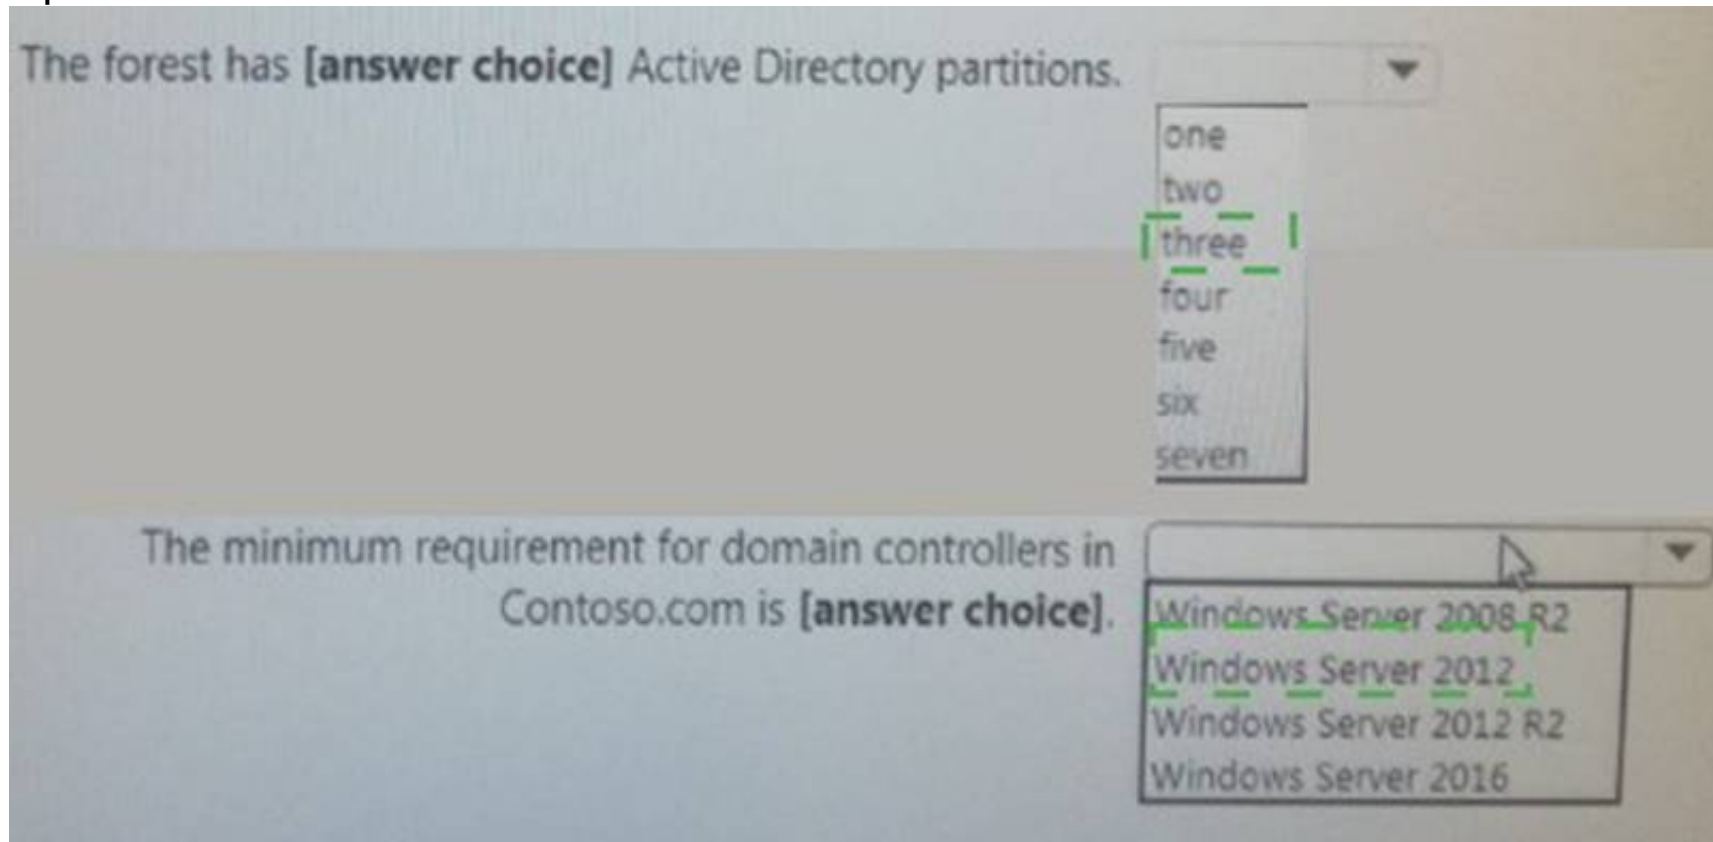 The forest has [answer choice] Active Directory partitions.
one
two
three
four
five
six
seven
The minimum requirement for domain controllers in
Contoso.com is [answer choice].
Windows Server 2008 R2
Windows Server 2012
Windows Server 2012 R2
Windows Server 2016